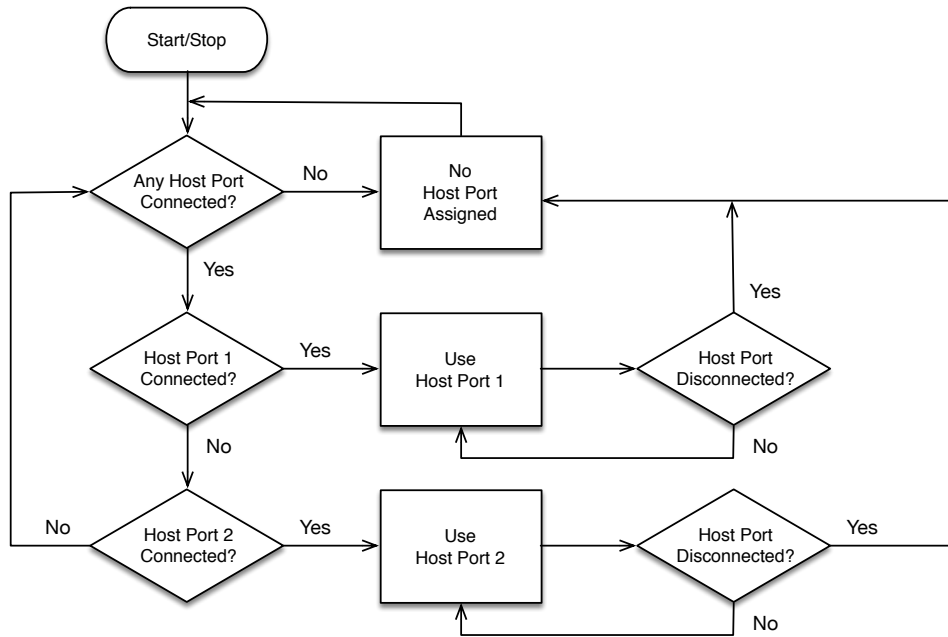 Start/Stop
Any Host Port
Connected?
No
No
Host Port
Assigned
Yes
Yes
Host Port 1
Connected?
Yes
Use
Host Port 1
Host Port
Disconnected?
No
No
No
Host Port 2
Connected?
Yes
Use
Host Port 2
Host Port
Disconnected?
Yes
No